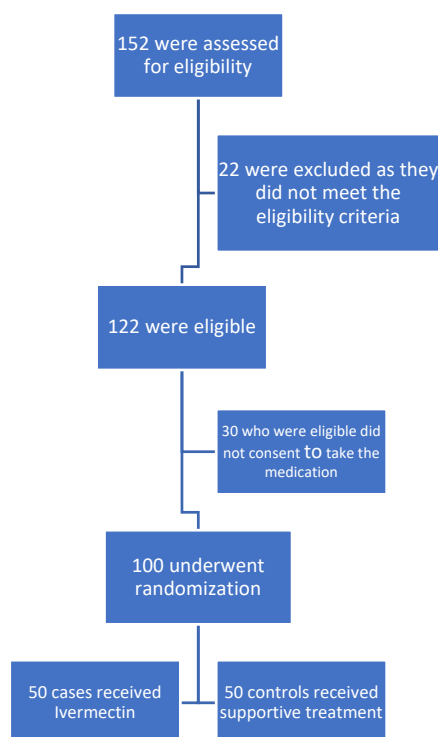 152 were assessed
for eligibility
22 were excluded as they
did not meet the
eligibility criteria
122 were eligible
30 who were eligible did
not consent to take the
medication
100 underwent
randomization
50 cases received
Ivermectin
50 controls received
supportive treatment